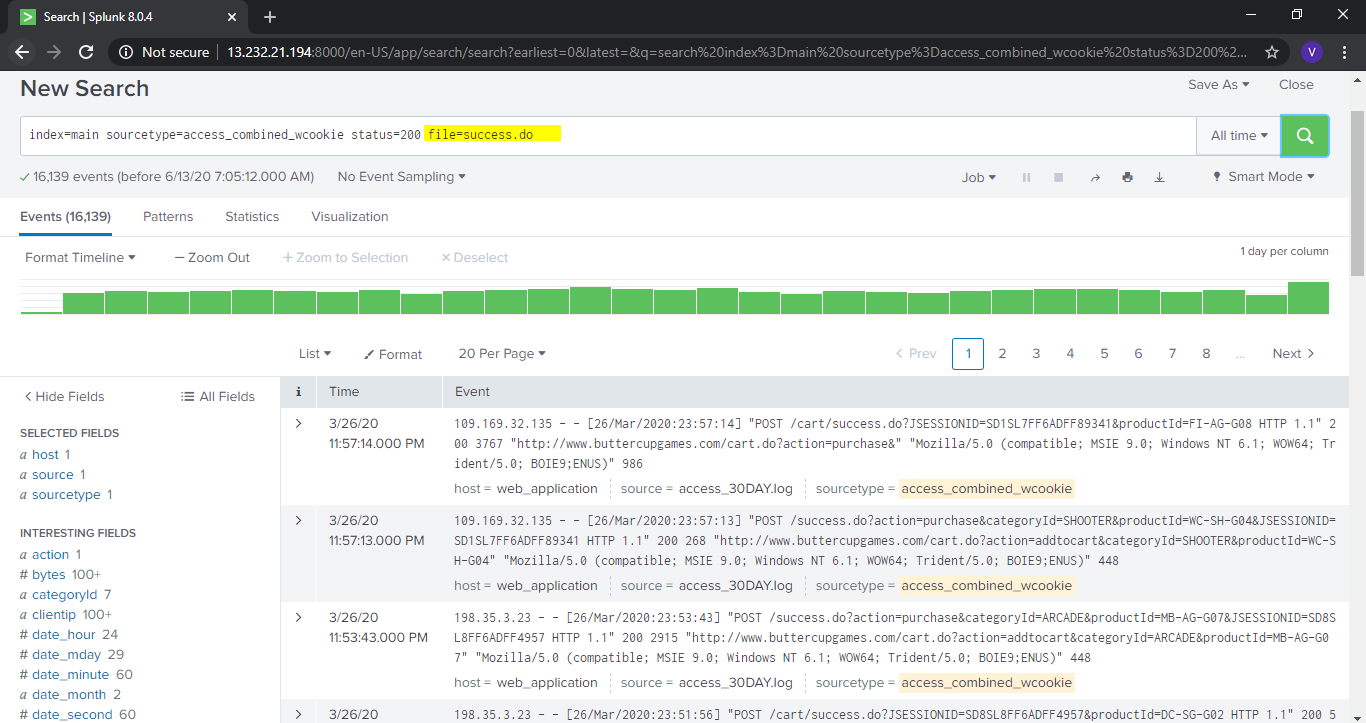 Search | Splunk 8.0.4
Not secure | 13.232.21.194:8000/en-US/app/search/search?earliest=0&latest=&q=search%20index%3Dmain%20sourcetype%3Daccess_combined_wcookie%20status%3D200%2...
V
New Search
Save As Close
index=main sourcetype=access_combined_wcookie status=200 file=success.do
All time
16,139 events (before 6/13/20 7:05:12.000 AM) No Event Sampling
Job Smart Mode
Events (16,139) Patterns Statistics Visualization
Format Timeline — Zoom Out + Zoom to Selection × Deselect
1 day per column
List Format 20 Per Page
< Prev 1 2 3 4 5 6 7 8 ... Next >
< Hide Fields All Fields
i Time Event
SELECTED FIELDS
a host 1
a source 1
a sourcetype 1
INTERESTING FIELDS
a action 1
# bytes 100+
a categoryId 7
a clientip 100+
# date_hour 24
# date_mday 29
# date_minute 60
a date_month 2
# date_second 60
> 3/26/20
11:57:14.000 PM
109.169.32.135 - - [26/Mar/2020:23:57:14] "POST /cart/success.do?JSESSIONID=SD1SL7FF6ADFF89341&productId=FI-AG-G08 HTTP 1.1" 2
00 3767 "http://www.buttercupgames.com/cart.do?action=purchase&" "Mozilla/5.0 (compatible; MSIE 9.0; Windows NT 6.1; WOW64; Tr
ident/5.0; BOIE9;ENUS)" 986
host = web_application source = access_30DAY.log sourcetype = access_combined_wcookie
> 3/26/20
11:57:13.000 PM
109.169.32.135 - - [26/Mar/2020:23:57:13] "POST /success.do?action=purchase&categoryId=SHOOTER&productId=WC-SH-G04&JSESSIONID=
SD1SL7FF6ADFF89341 HTTP 1.1" 200 268 "http://www.buttercupgames.com/cart.do?action=addtocart&categoryId=SHOOTER&productId=WC-S
H-G04" "Mozilla/5.0 (compatible; MSIE 9.0; Windows NT 6.1; WOW64; Trident/5.0; BOIE9;ENUS)" 448
host = web_application source = access_30DAY.log sourcetype = access_combined_wcookie
> 3/26/20
11:53:43.000 PM
198.35.3.23 - - [26/Mar/2020:23:53:43] "POST /success.do?action=purchase&categoryId=ARCADE&productId=MB-AG-G07&JSESSIONID=SD8S
L8FF6ADFF4957 HTTP 1.1" 200 2915 "http://www.buttercupgames.com/cart.do?action=addtocart&categoryId=ARCADE&productId=MB-AG-G0
7" "Mozilla/5.0 (compatible; MSIE 9.0; Windows NT 6.1; WOW64; Trident/5.0; BOIE9;ENUS)" 448
host = web_application source = access_30DAY.log sourcetype = access_combined_wcookie
> 3/26/20
198.35.3.23 - - [26/Mar/2020:23:51:56] "POST /cart/success.do?JSESSIONID=SD8SL8FF6ADFF4957&productId=DC-SG-G02 HTTP 1.1" 200 5